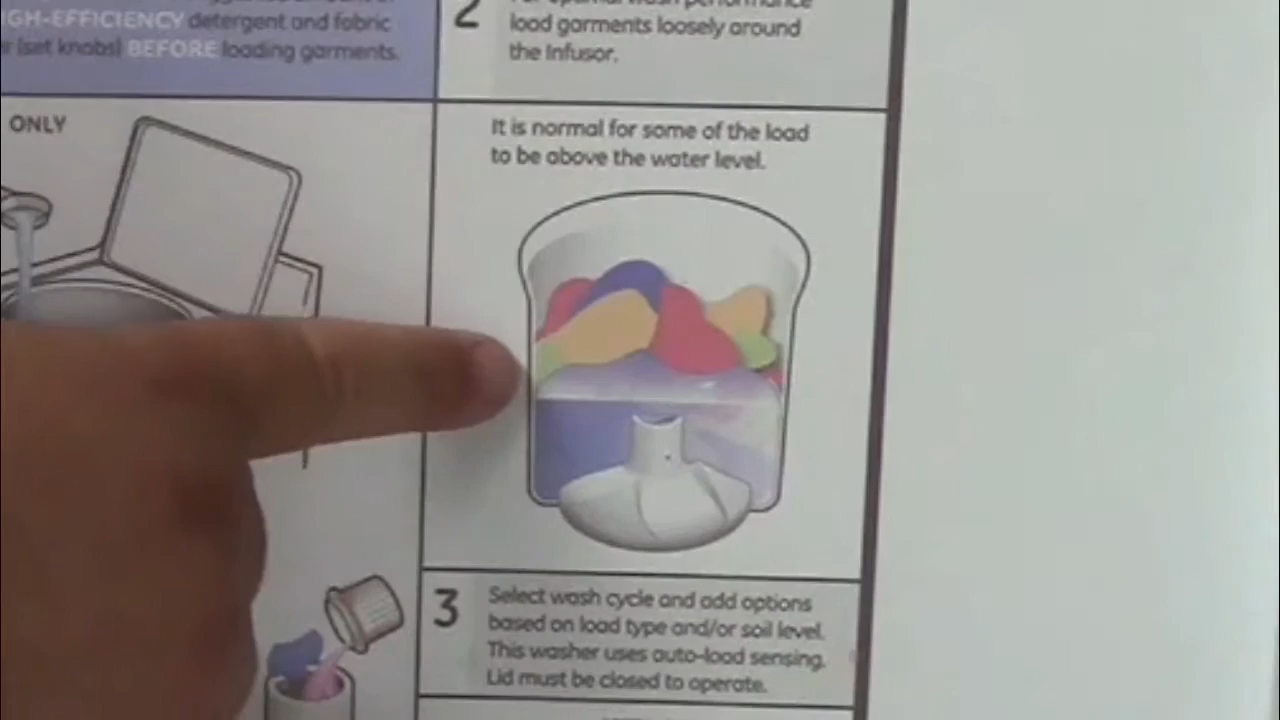 HIGH-EFFICIENCY detergent and fabric
(set knobs) BEFORE loading garments.
ONLY
2
load garments loosely around
the Infusor.
It is normal for some of the load
to be above the water level.
3
Select wash cycle and add options
based on load type and/or soil level.
This washer uses auto-load sensing.
Lid must be closed to operate.